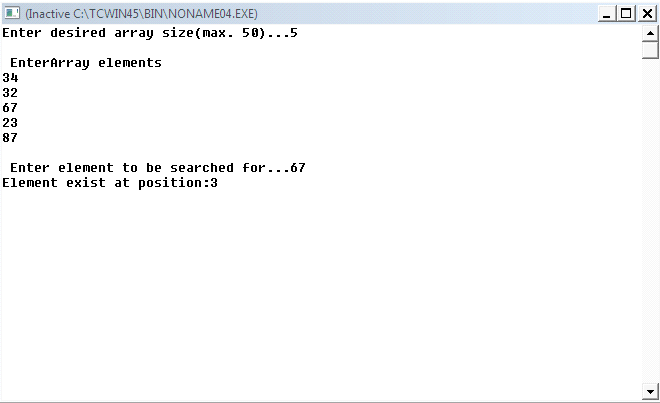 (Inactive C:\TCWIN45\BIN\NONAME04.EXE)
Enter desired array size(max. 50)...5
EnterArray elements
34
32
67
23
87
Enter element to be searched for...67
Element exist at position:3